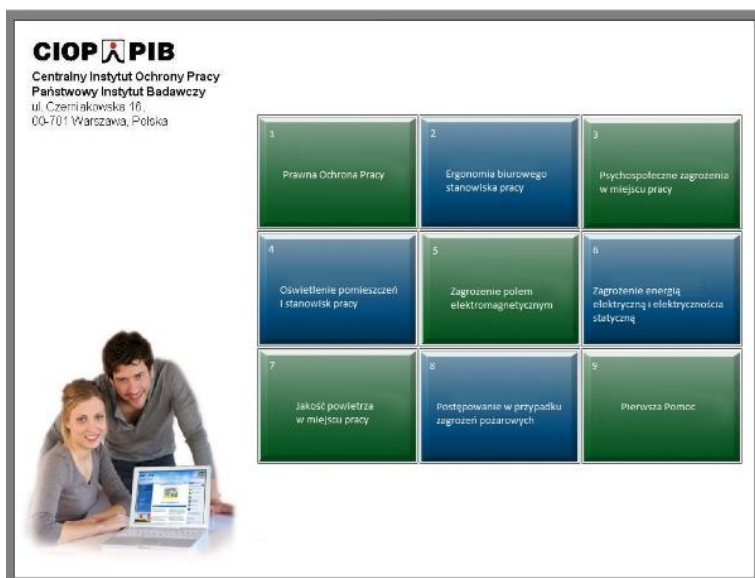 CIOP PIB
Centralny Instytut Ochrony Pracy
Państwowy Instytut Badawczy
ul. Czerniakowska 16,
00-701 Warszawa, Polska
1
Prawna Ochrona Pracy
2
Ergonomia biurowego
stanowiska pracy
3
Psychospołeczne zagrożenia
w miejscu pracy
4
Oświetlenie pomieszczeń
I stanowisk pracy
5
Zagrożenie polem
elektromagnetycznym
6
Zagrożenie energią
elektryczną i elektrycznościa
statyczną
7
Jakość powietrza
w miejscu pracy
8
Postępowanie w przypadku
zagrożeń pożarowych
9
Pierwsza Pomoc